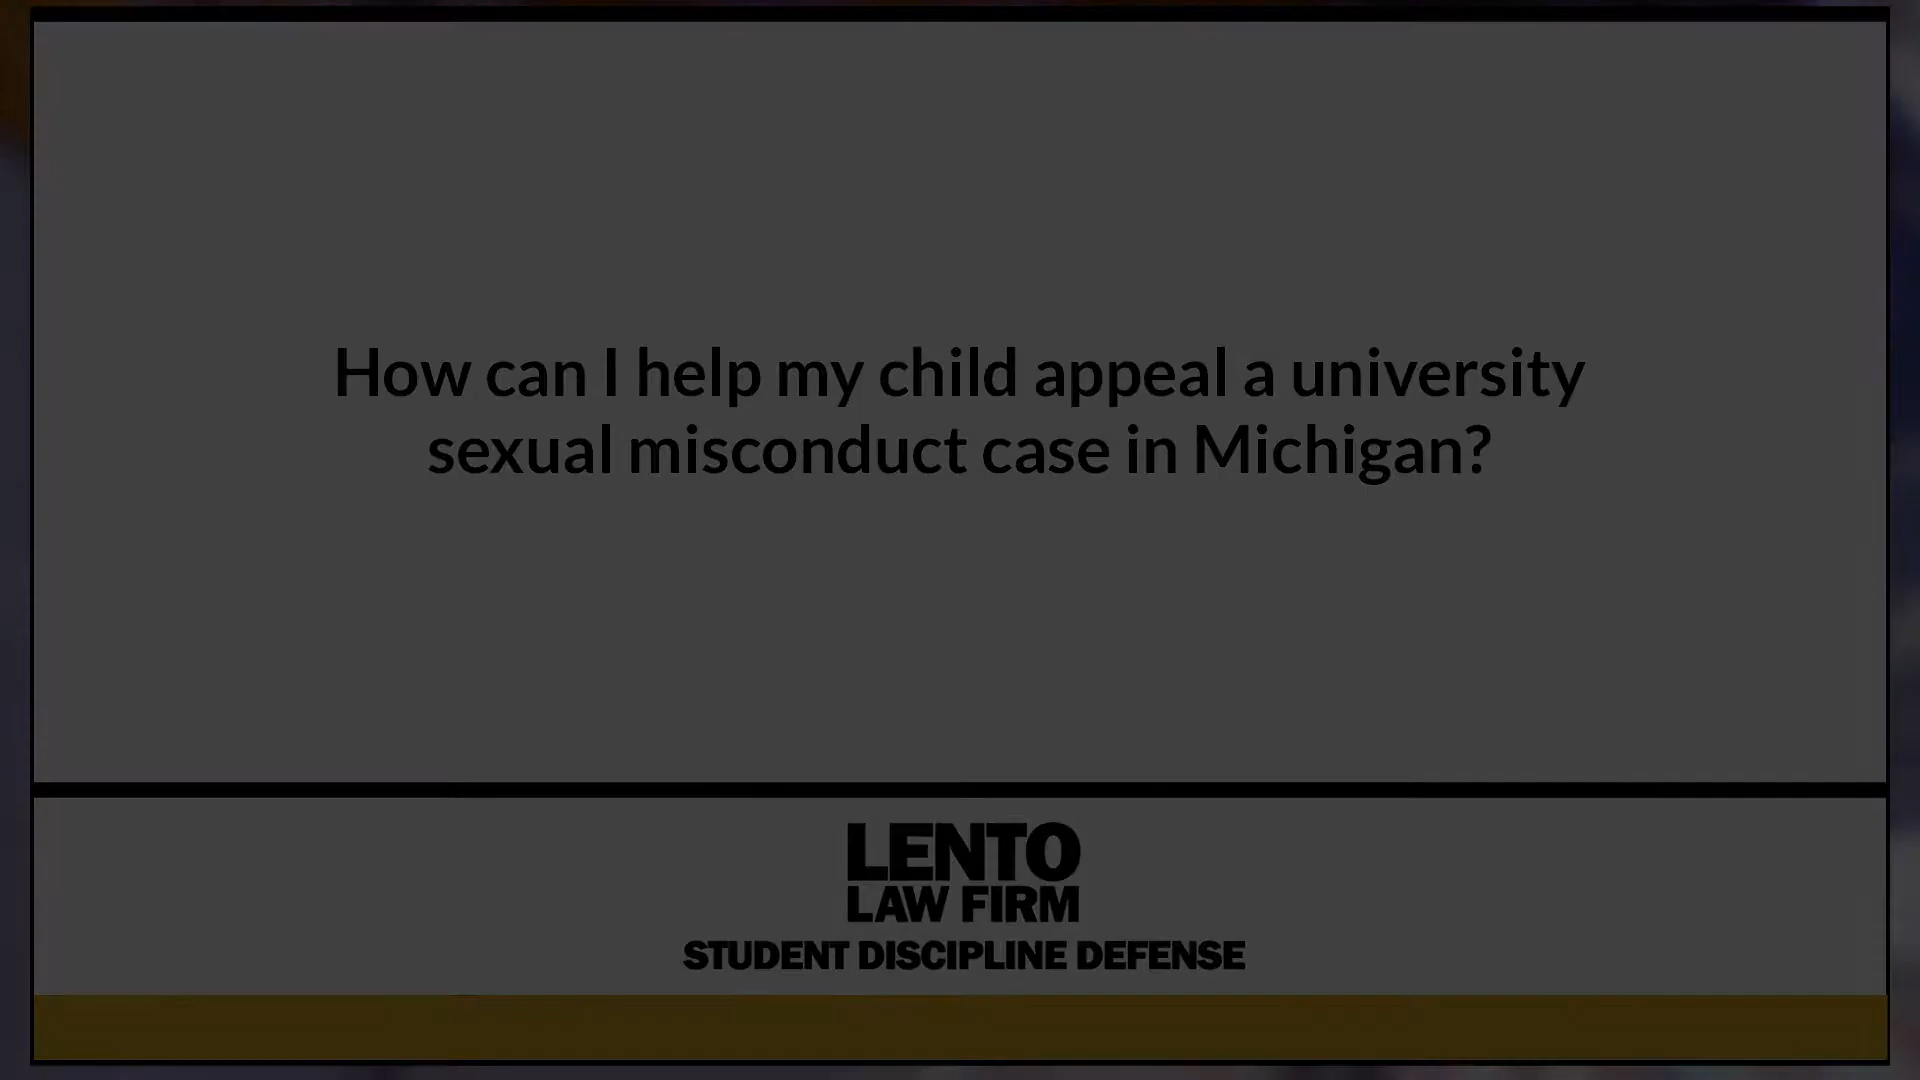 How can I help my child appeal a university
sexual misconduct case in Michigan?
LENTO
LAW FIRM
STUDENT DISCIPLINE DEFENSE